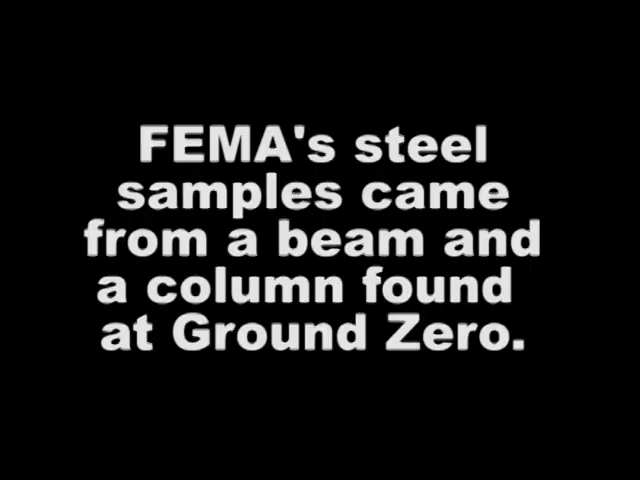 FEMA's steel
samples came
from a beam and
a column found
at Ground Zero.